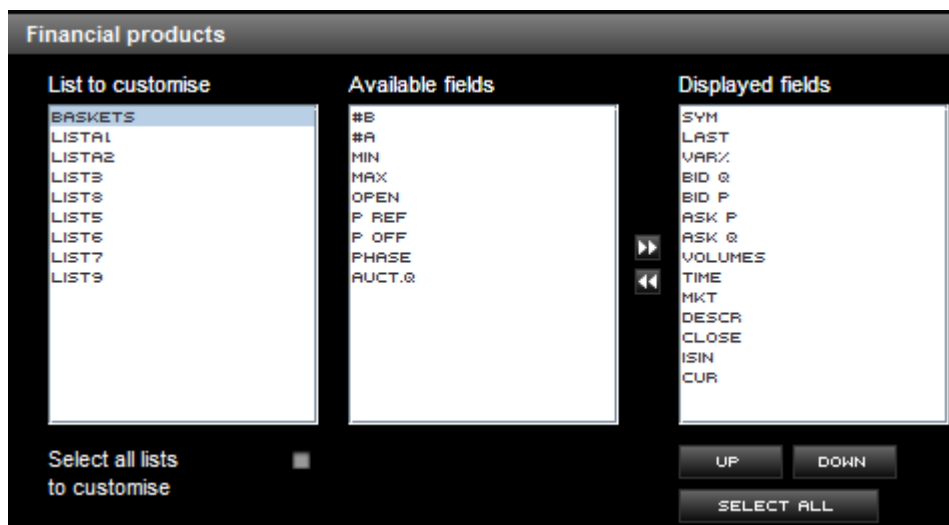 Financial products
List to customise
BASKETS
LISTA1
LISTA2
LIST3
LIST8
LIST5
LIST6
LIST7
LIST9
Available fields
#B
#A
MIN
MAX
OPEN
P REF
P OFF
PHASE
AUCT.Q
Displayed fields
SYM
LAST
VAR%
BID Q
BID P
ASK P
ASK Q
VOLUMES
TIME
MKT
DESCR
CLOSE
ISIN
CUR
Select all lists
to customise
UP DOWN
SELECT ALL